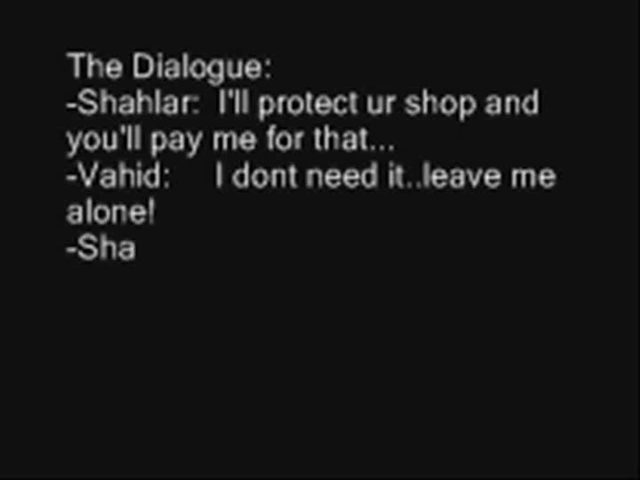 The Dialogue:
-Shahlar: I'll protect ur shop and
you'll pay me for that...
-Vahid: I dont need it..leave me
alone!
-Sha